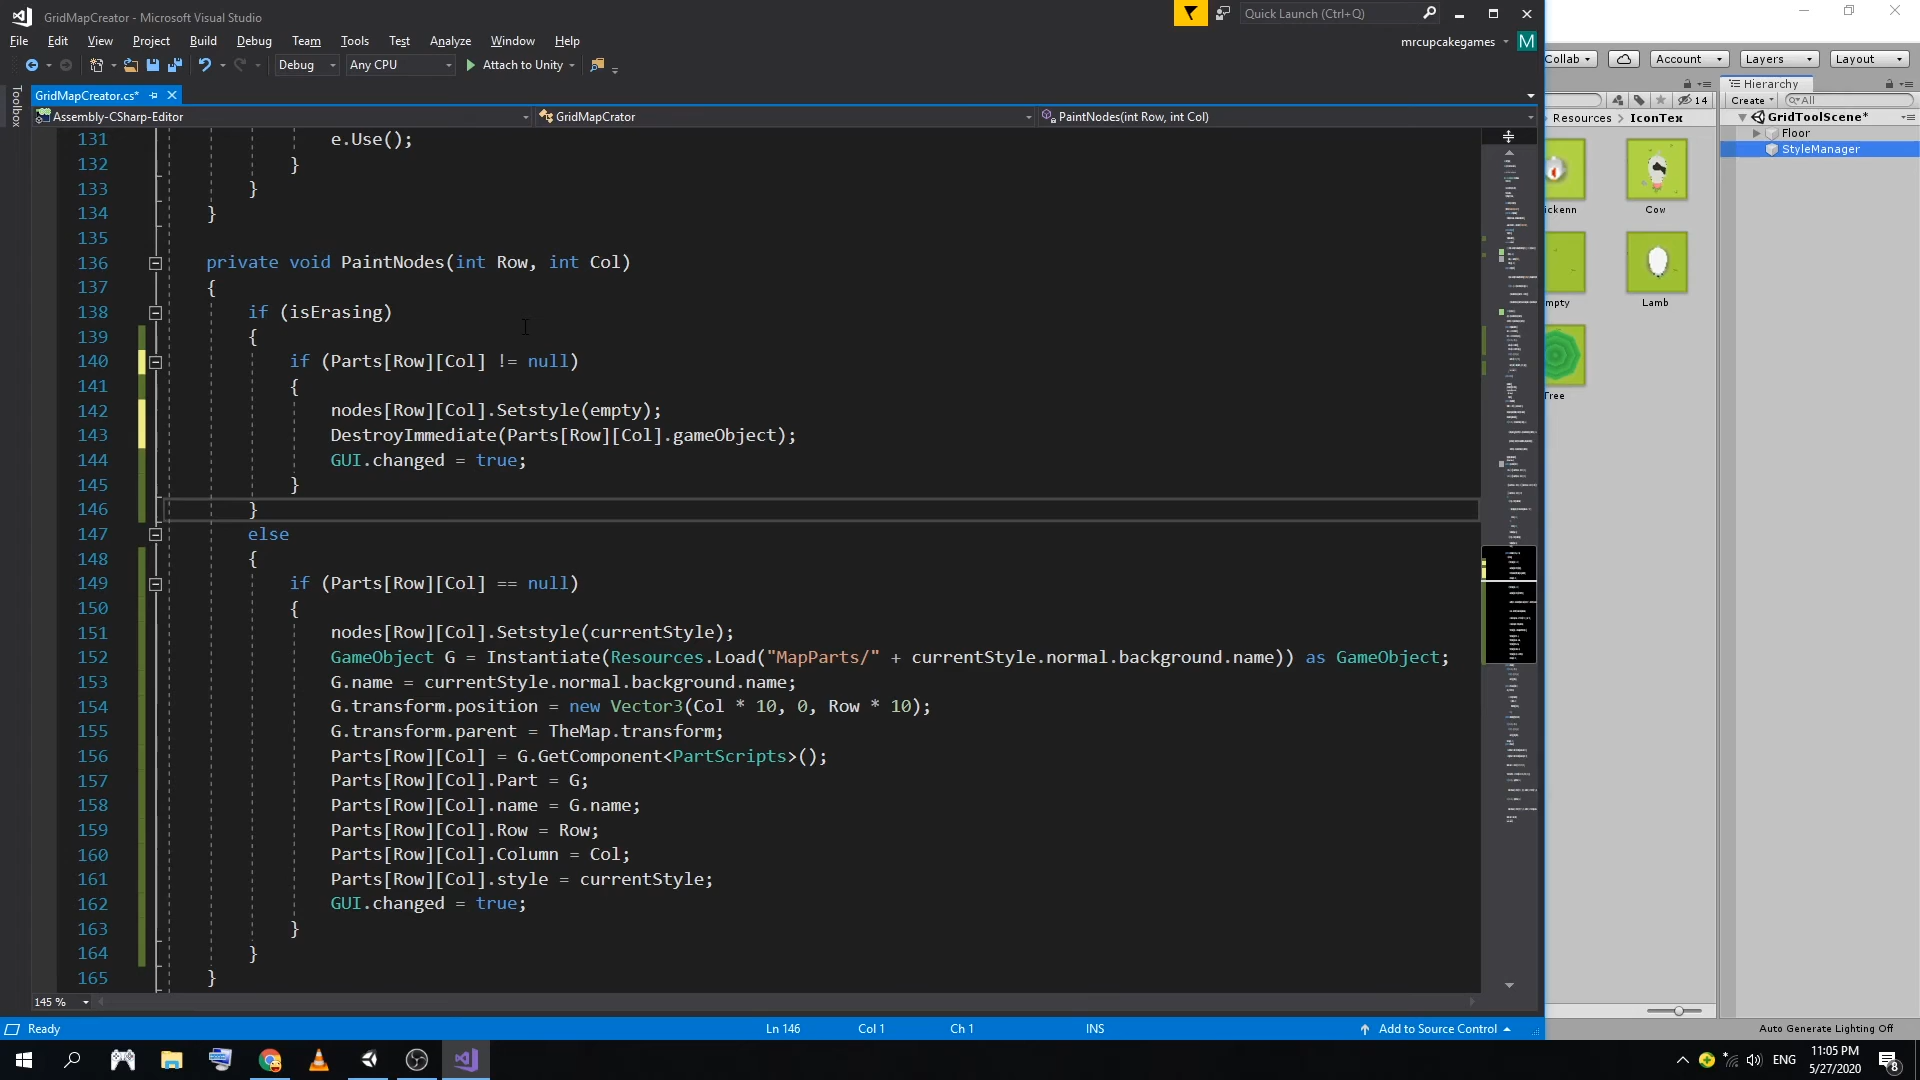 GridMapCreator - Microsoft Visual Studio
Quick Launch (Ctrl+Q)
File Edit View Project Build Debug Team Tools Test Analyze Window Help
mrcupcakegames M
Debug Any CPU Attach to Unity
Collab Account Layers Layout
Toolbox
GridMapCreator.cs*
Assembly-CSharp-Editor GridMapCrator PaintNodes(int Row, int Col)
131 e.Use();
132 }
133 }
134 }
135
136 private void PaintNodes(int Row, int Col)
137 {
138 if (isErasing)
139 {
140 if (Parts[Row][Col] != null)
141 {
142 nodes[Row][Col].Setstyle(empty);
143 DestroyImmediate(Parts[Row][Col].gameObject);
144 GUI.changed = true;
145 }
146 }
147 else
148 {
149 if (Parts[Row][Col] == null)
150 {
151 nodes[Row][Col].Setstyle(currentStyle);
152 GameObject G = Instantiate(Resources.Load("MapParts/" + currentStyle.normal.background.name)) as GameObject;
153 G.name = currentStyle.normal.background.name;
154 G.transform.position = new Vector3(Col * 10, 0, Row * 10);
155 G.transform.parent = TheMap.transform;
156 Parts[Row][Col] = G.GetComponent<PartScripts>();
157 Parts[Row][Col].Part = G;
158 Parts[Row][Col].name = G.name;
159 Parts[Row][Col].Row = Row;
160 Parts[Row][Col].Column = Col;
161 Parts[Row][Col].style = currentStyle;
162 GUI.changed = true;
163 }
164 }
165 }
145 %
Ready Ln 146 Col 1 Ch 1 INS Add to Source Control
Hierarchy
14 Create All
Resources IconTex
GridToolScene*
Floor
StyleManager
ickenn Cow
mpty Lamb
Tree
Auto Generate Lighting Off
ENG
11:05 PM
5/27/2020
8